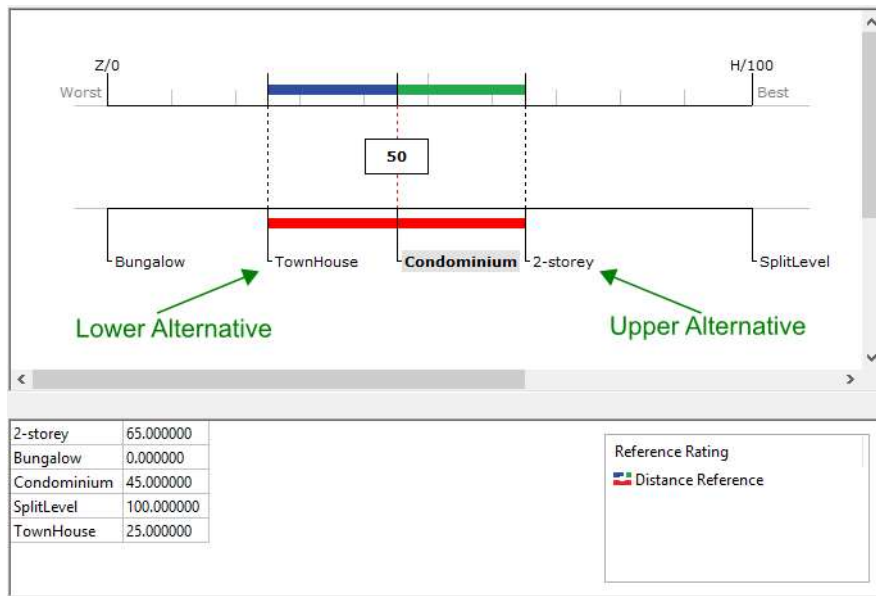 Z/0 H/100
Worst Best
50
Bungalow TownHouse Condominium 2-storey SplitLevel
Lower Alternative Upper Alternative
2-storey 65.000000
Bungalow 0.000000
Condominium 45.000000
SplitLevel 100.000000
TownHouse 25.000000
Reference Rating
Distance Reference